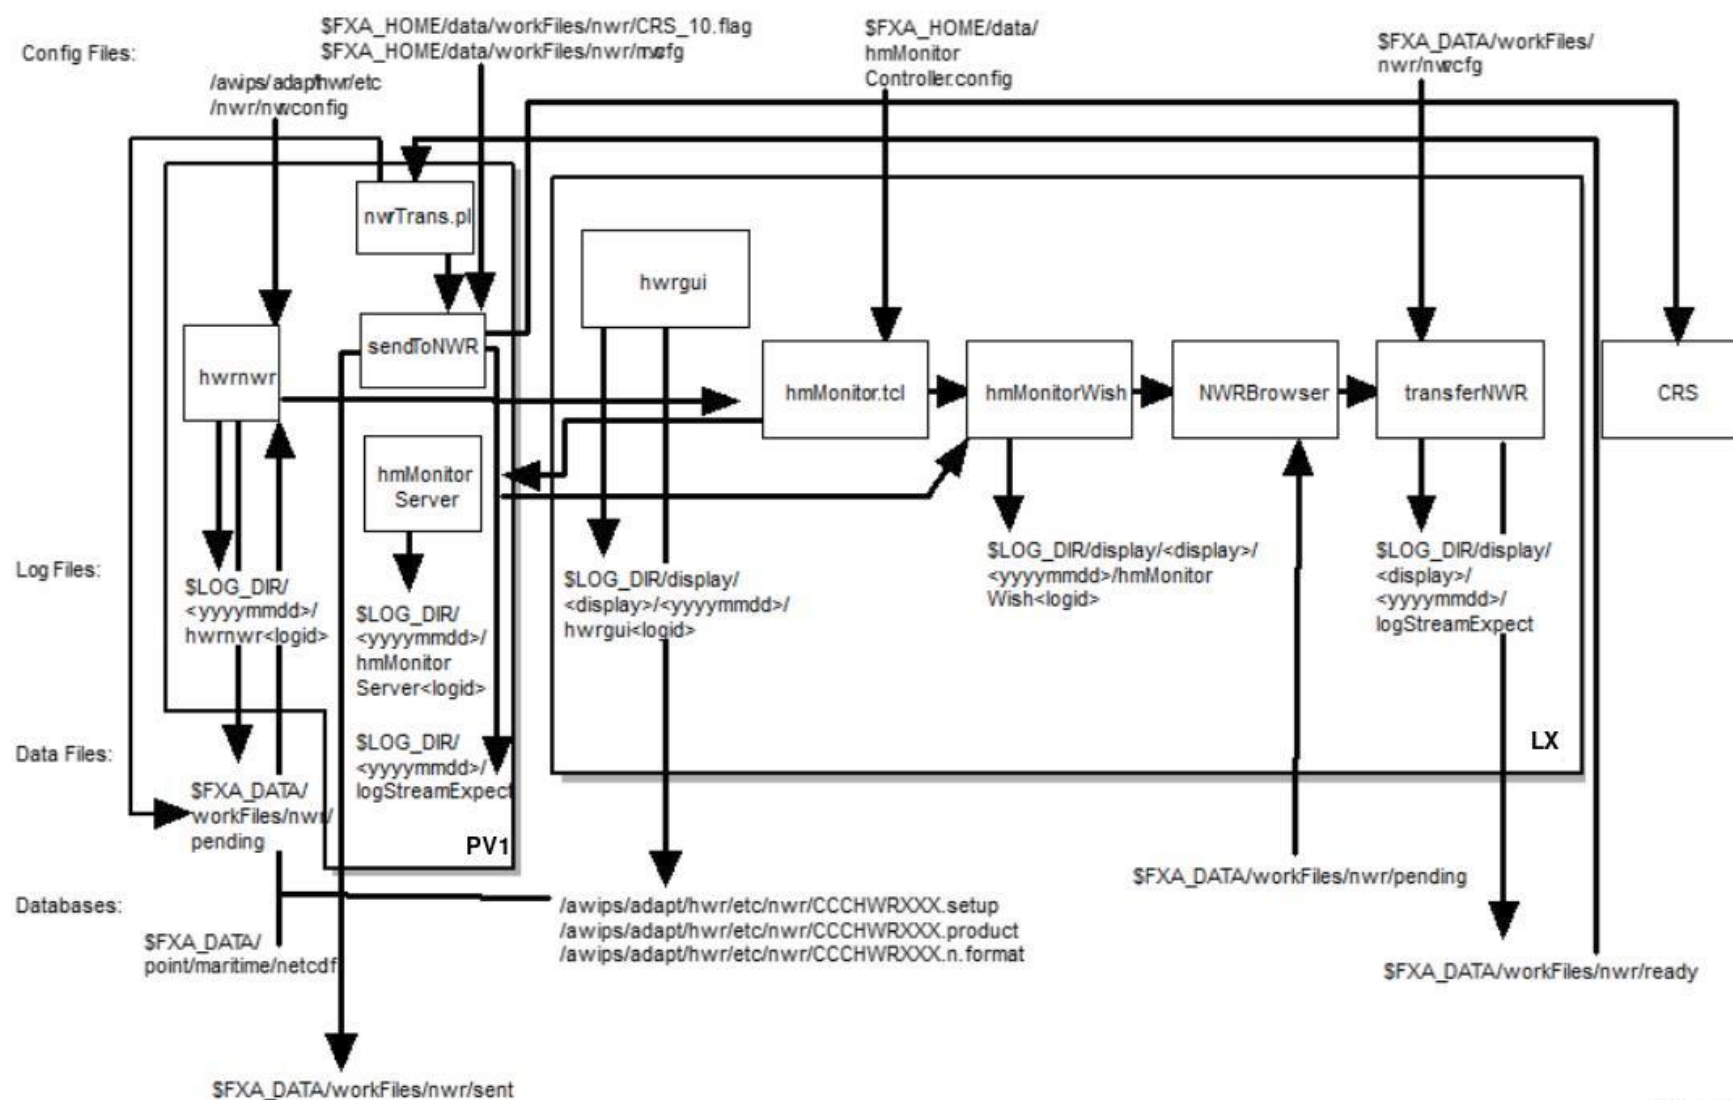 Config Files:
$FXA_HOME/data/workFiles/nwr/CRS_10.flag
$FXA_HOME/data/workFiles/nwr/nwrcfg
/awips/adapt/hwr/etc
/nwr/nwrconfig
$FXA_HOME/data/
hmMonitor
Controller.config
$FXA_DATA/workFiles/
nwr/nwrcfg
nwrTrans.pl
hwrgui
sendToNWR
hwrnwr
hmMonitor.tcl
hmMonitorWish
NWRBrowser
transferNWR
CRS
hmMonitor
Server
Log Files:
$LOG_DIR/
<yyyymmdd>/
hwrnwr<logid>
$LOG_DIR/
<yyyymmdd>/
hmMonitor
Server<logid>
$LOG_DIR/display/
<display>/<yyyymmdd>/
hwrgui<logid>
$LOG_DIR/display/<display>/
<yyyymmdd>/hmMonitor
Wish<logid>
$LOG_DIR/display/
<display>/
<yyyymmdd>/
logStreamExpect
Data Files:
$LOG_DIR/
<yyyymmdd>/
logStreamExpect
LX
$FXA_DATA/
workFiles/nwr/
pending
PV1
$FXA_DATA/workFiles/nwr/pending
Databases:
/awips/adapt/hwr/etc/nwr/CCCHWRXXX.setup
/awips/adapt/hwr/etc/nwr/CCCHWRXXX.product
/awips/adapt/hwr/etc/nwr/CCCHWRXXX.n.format
$FXA_DATA/
point/maritime/netcdf
$FXA_DATA/workFiles/nwr/ready
$FXA_DATA/workFiles/nwr/sent